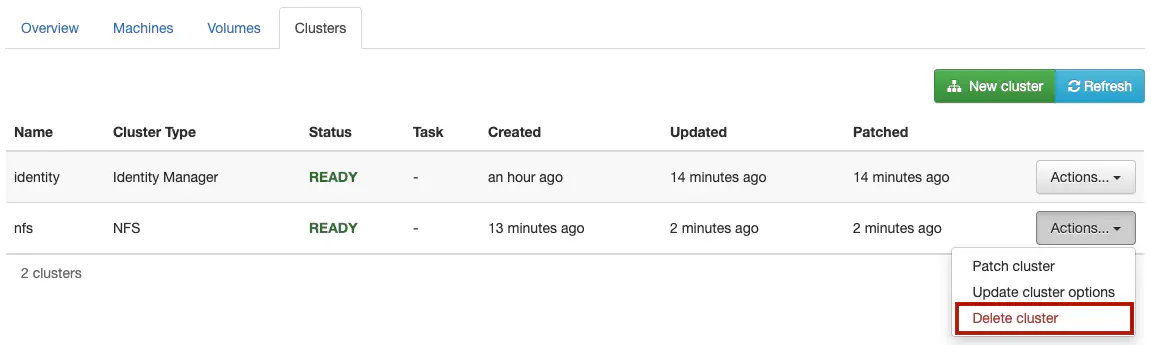 Overview Machines Volumes Clusters
New cluster Refresh
Name Cluster Type Status Task Created Updated Patched
identity Identity Manager READY - an hour ago 14 minutes ago 14 minutes ago Actions...
nfs NFS READY - 13 minutes ago 2 minutes ago 2 minutes ago Actions...
2 clusters
Patch cluster
Update cluster options
Delete cluster